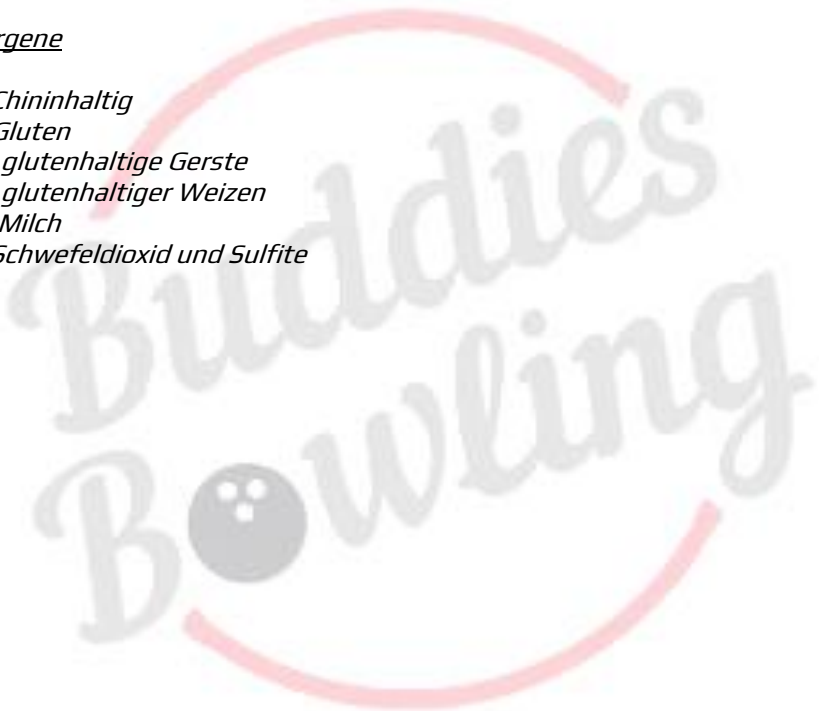 rgene
Chininhaltig
Gluten
glutenhaltige Gerste
glutenhaltiger Weizen
Milch
Schwefeldioxid und Sulfite
Buddies
Bowling